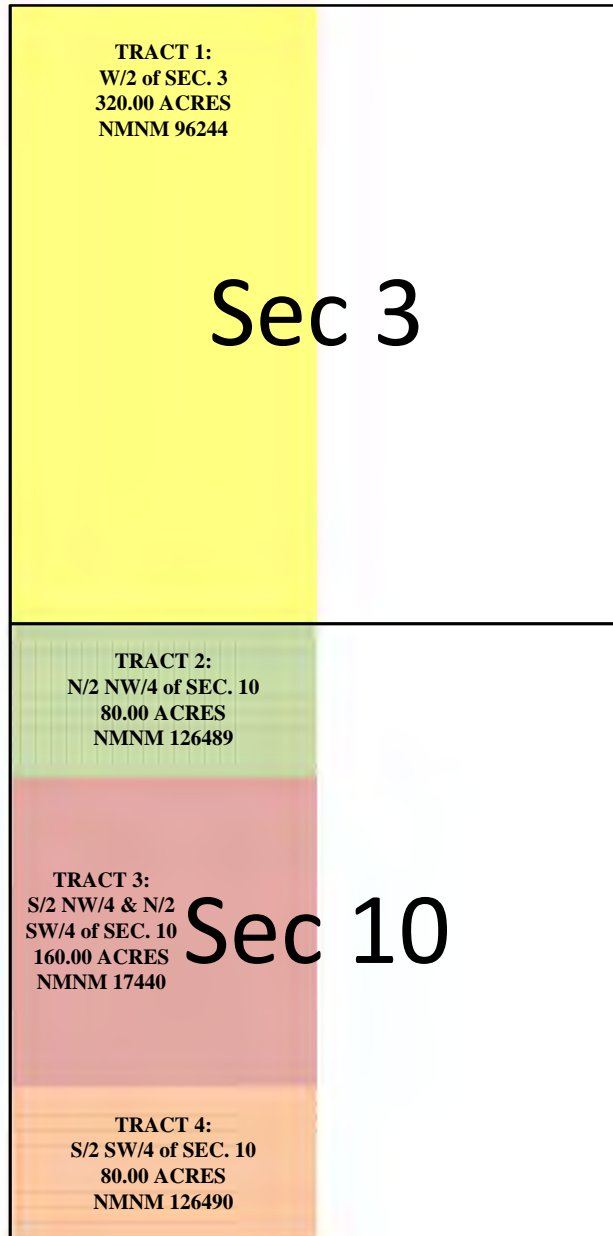 TRACT 1:
W/2 of SEC. 3
320.00 ACRES
NMNM 96244
Sec 3
TRACT 2:
N/2 NW/4 of SEC. 10
80.00 ACRES
NMNM 126489
TRACT 3:
S/2 NW/4 & N/2
SW/4 of SEC. 10
160.00 ACRES
NMNM 17440
Sec 10
TRACT 4:
S/2 SW/4 of SEC. 10
80.00 ACRES
NMNM 126490